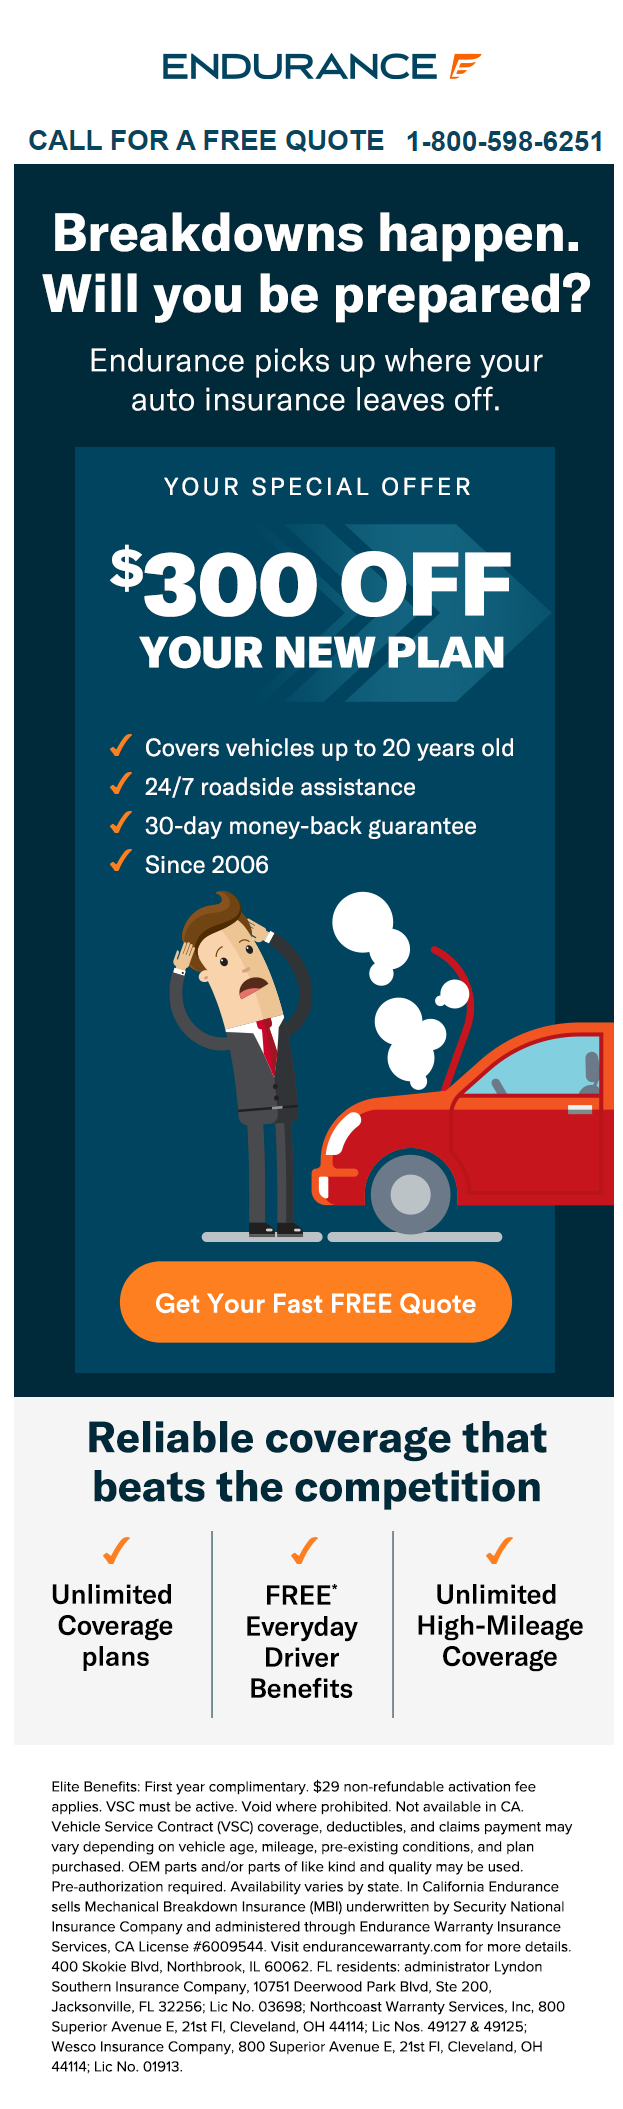 ENDURANCE
CALL FOR A FREE QUOTE 1-800-598-6251
Breakdowns happen.
Will you be prepared?
Endurance picks up where your
auto insurance leaves off.
YOUR SPECIAL OFFER
$300 OFF
YOUR NEW PLAN
✓ Covers vehicles up to 20 years old
✓ 24/7 roadside assistance
✓ 30-day money-back guarantee
✓ Since 2006
Get Your Fast FREE Quote
Reliable coverage that
beats the competition
Unlimited
Coverage
plans
FREE*
Everyday
Driver
Benefits
Unlimited
High-Mileage
Coverage
Elite Benefits: First year complimentary. $29 non-refundable activation fee
applies. VSC must be active. Void where prohibited. Not available in CA.
Vehicle Service Contract (VSC) coverage, deductibles, and claims payment may
vary depending on vehicle age, mileage, pre-existing conditions, and plan
purchased. OEM parts and/or parts of like kind and quality may be used.
Pre-authorization required. Availability varies by state. In California Endurance
sells Mechanical Breakdown Insurance (MBI) underwritten by Security National
Insurance Company and administered through Endurance Warranty Insurance
Services, CA License #6009544. Visit endurancewarranty.com for more details.
400 Skokie Blvd, Northbrook, IL 60062. FL residents: administrator Lyndon
Southern Insurance Company, 10751 Deerwood Park Blvd, Ste 200,
Jacksonville, FL 32256; Lic No. 03698; Northcoast Warranty Services, Inc, 800
Superior Avenue E, 21st Fl, Cleveland, OH 44114; Lic Nos. 49127 & 49125;
Wesco Insurance Company, 800 Superior Avenue E, 21st Fl, Cleveland, OH
44114; Lic No. 01913.